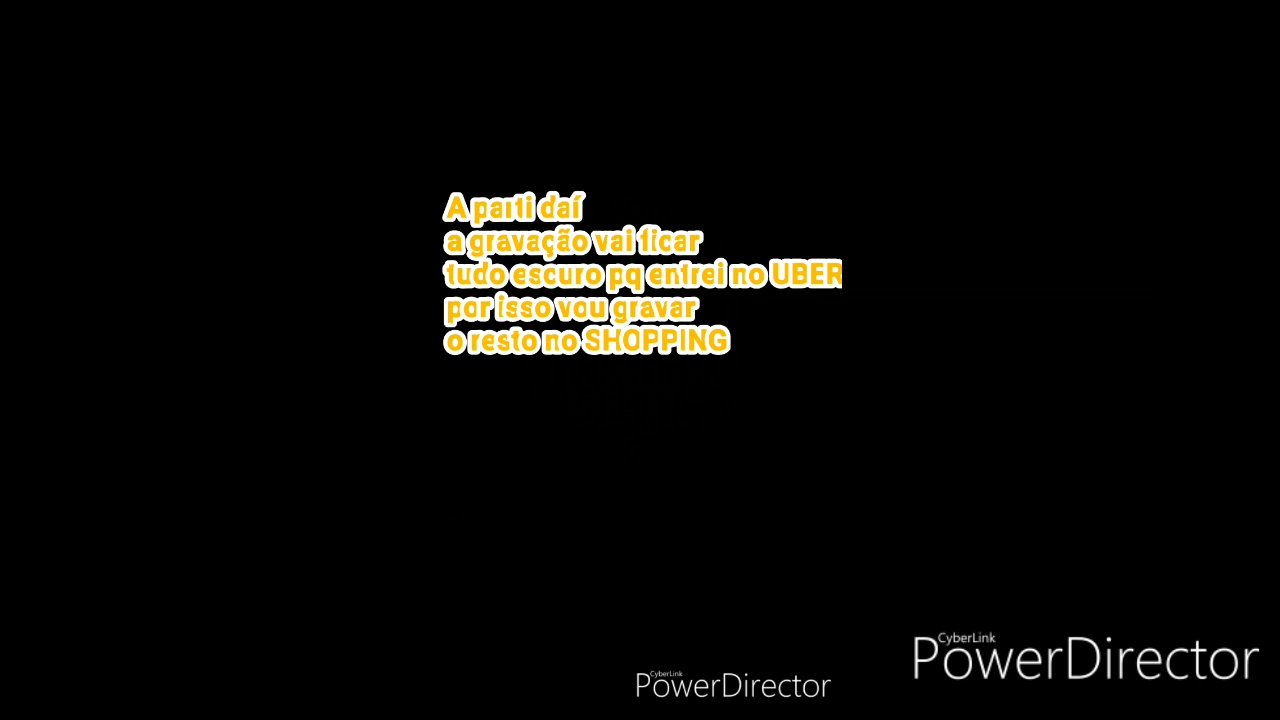 A parti daí
a gravação vai ficar
tudo escuro pq entrei no UBER
por isso vou gravar
o resto no SHOPPING
CyberLink
PowerDirector
CyberLink
PowerDirector